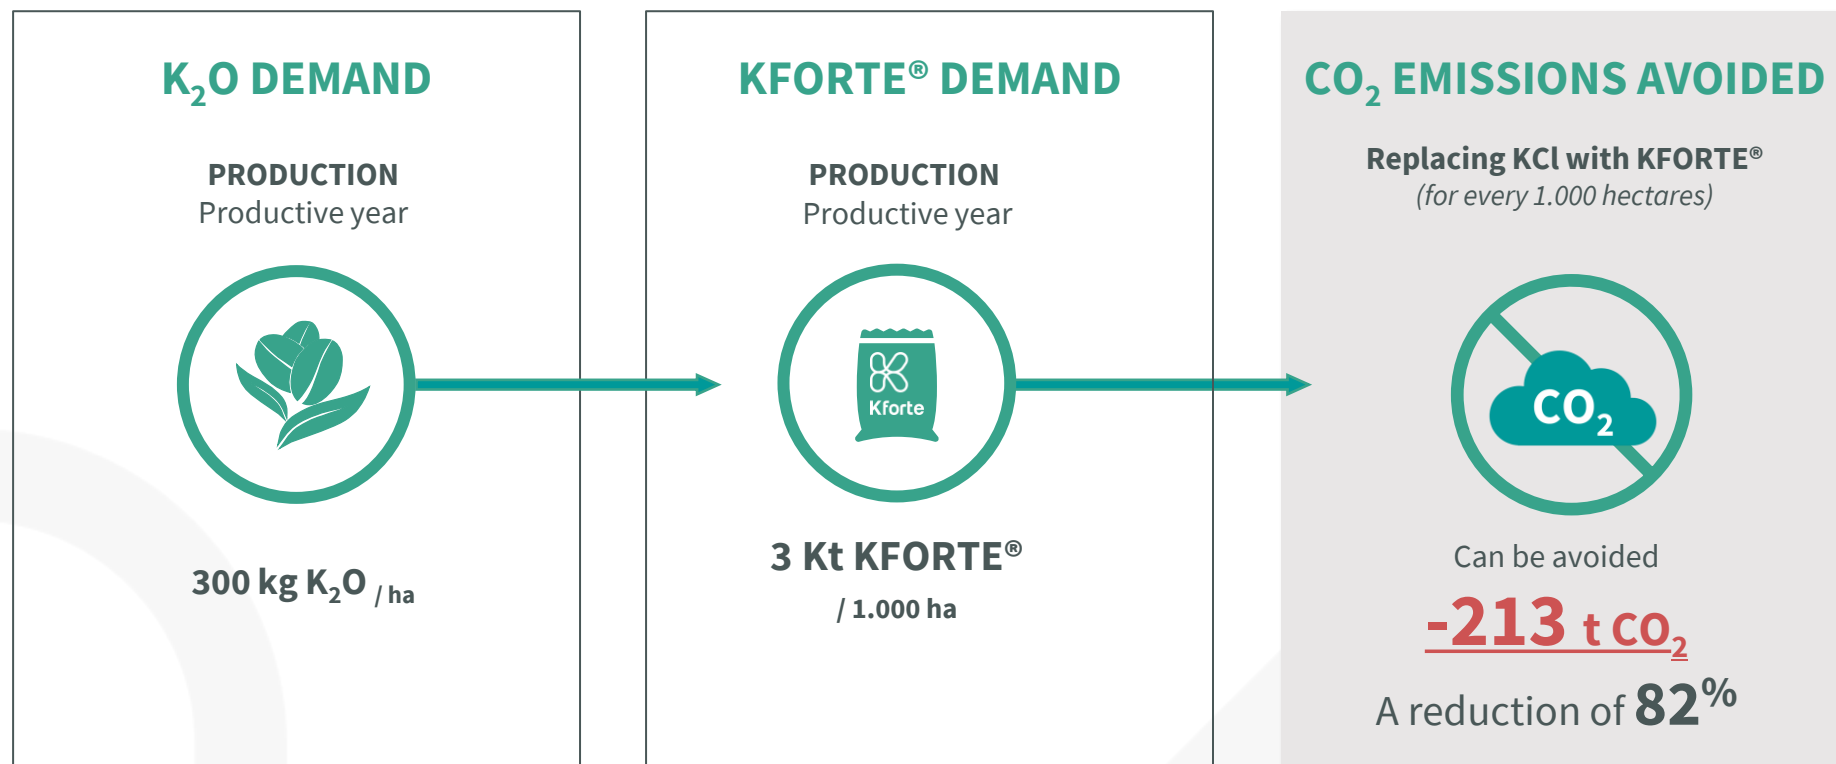 K₂O DEMAND
PRODUCTION
Productive year
300 kg K₂O / ha
KFORTE® DEMAND
PRODUCTION
Productive year
Kforte
3 Kt KFORTE®
/ 1.000 ha
CO₂ EMISSIONS AVOIDED
Replacing KCl with KFORTE®
(for every 1.000 hectares)
CO₂
Can be avoided
-213 t CO₂
A reduction of 82%